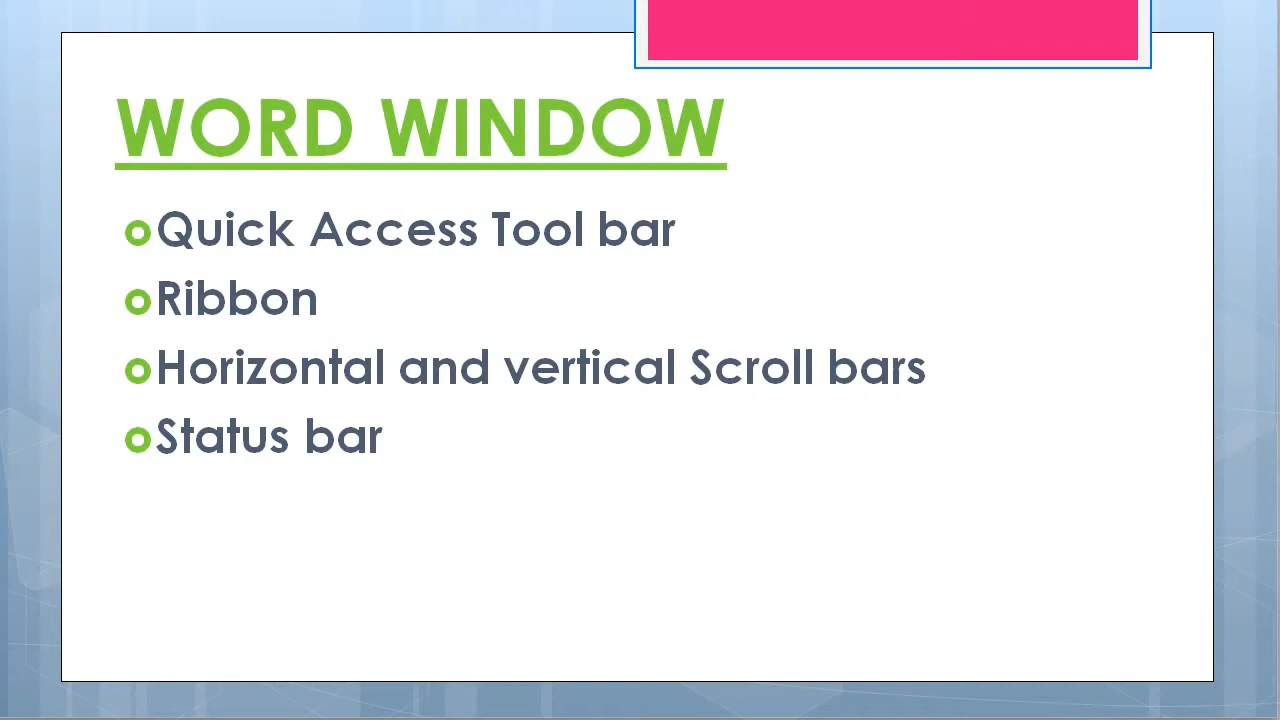 WORD WINDOW
Quick Access Tool bar
Ribbon
Horizontal and vertical Scroll bars
Status bar